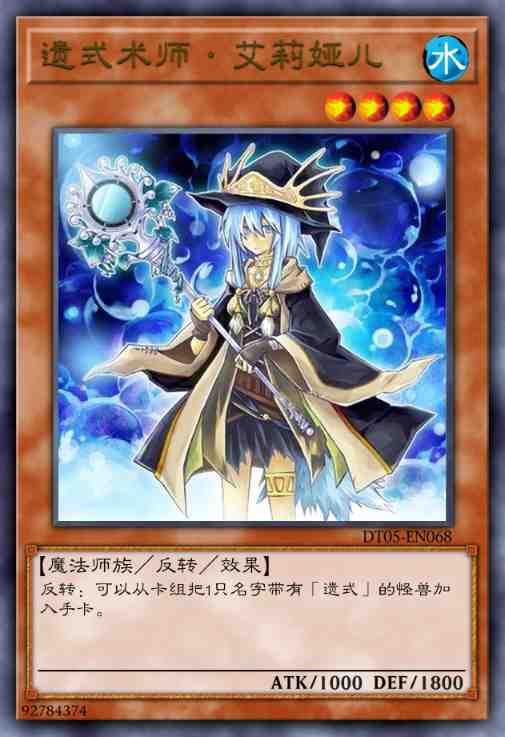 遗式术师·艾莉娅儿
水
DT05-EN068
【魔法师族／反转／效果】
反转：可以从卡组把1只名字带有「遗式」的怪兽加
入手卡。
ATK/1000 DEF/1800
92784374